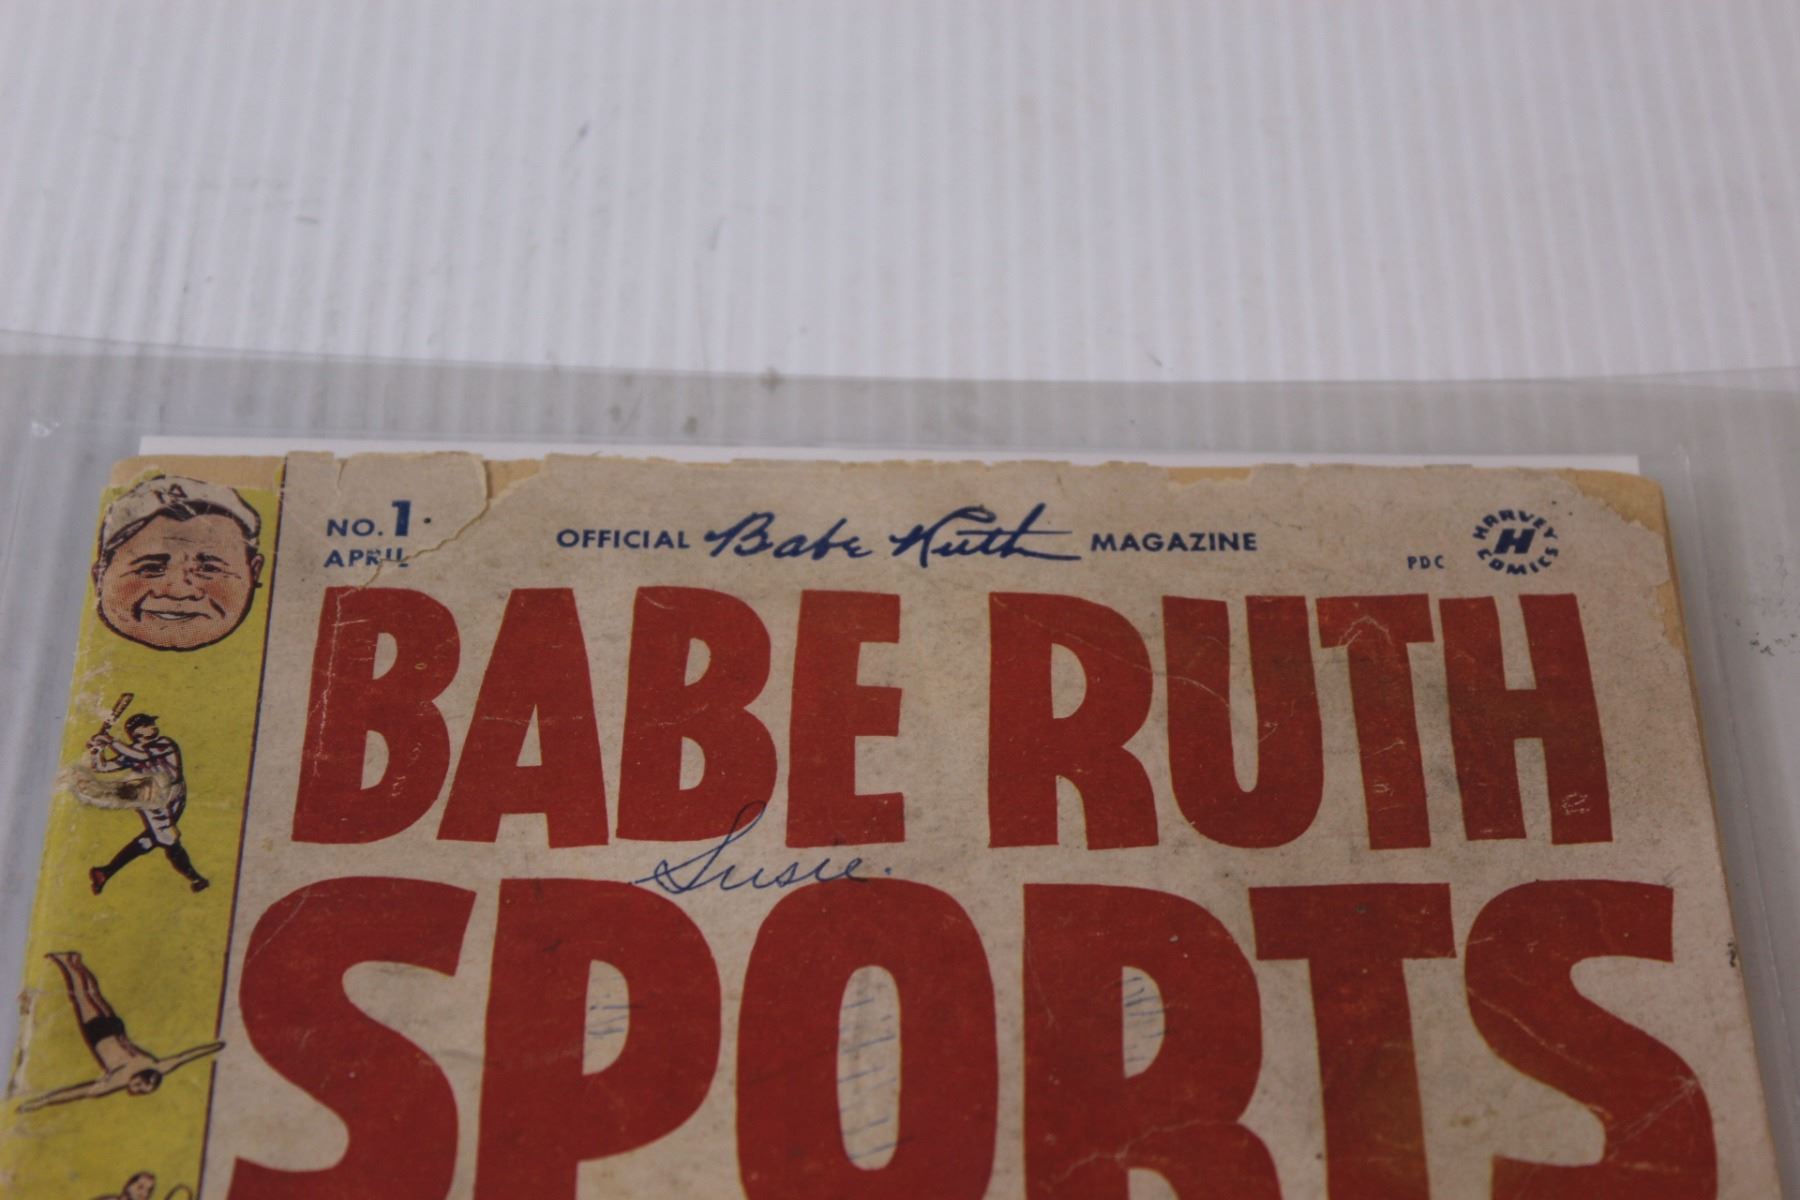 NO. 1
APRIL
OFFICIAL Babe Ruth MAGAZINE
PDC
HARVEY
H
COMICS
BABE RUTH
Susie.
SPORTS